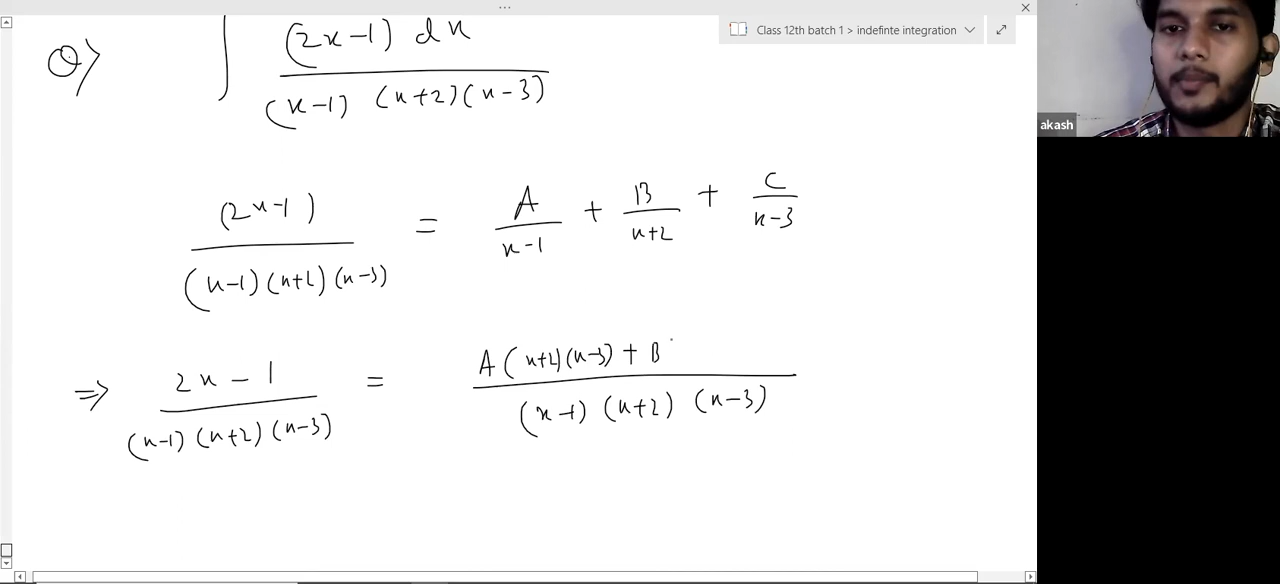 Class 12th batch 1 > indefinte integration
akash
Q) ∫ (2x-1) dx / (x-1) (x+2)(x-3)
(2x-1) / (x-1)(x+2)(x-3) = A / x-1 + B / x+2 + C / x-3
=> 2x-1 / (x-1)(x+2)(x-3) = A(x+2)(x-3) + B / (x-1)(x+2)(x-3)